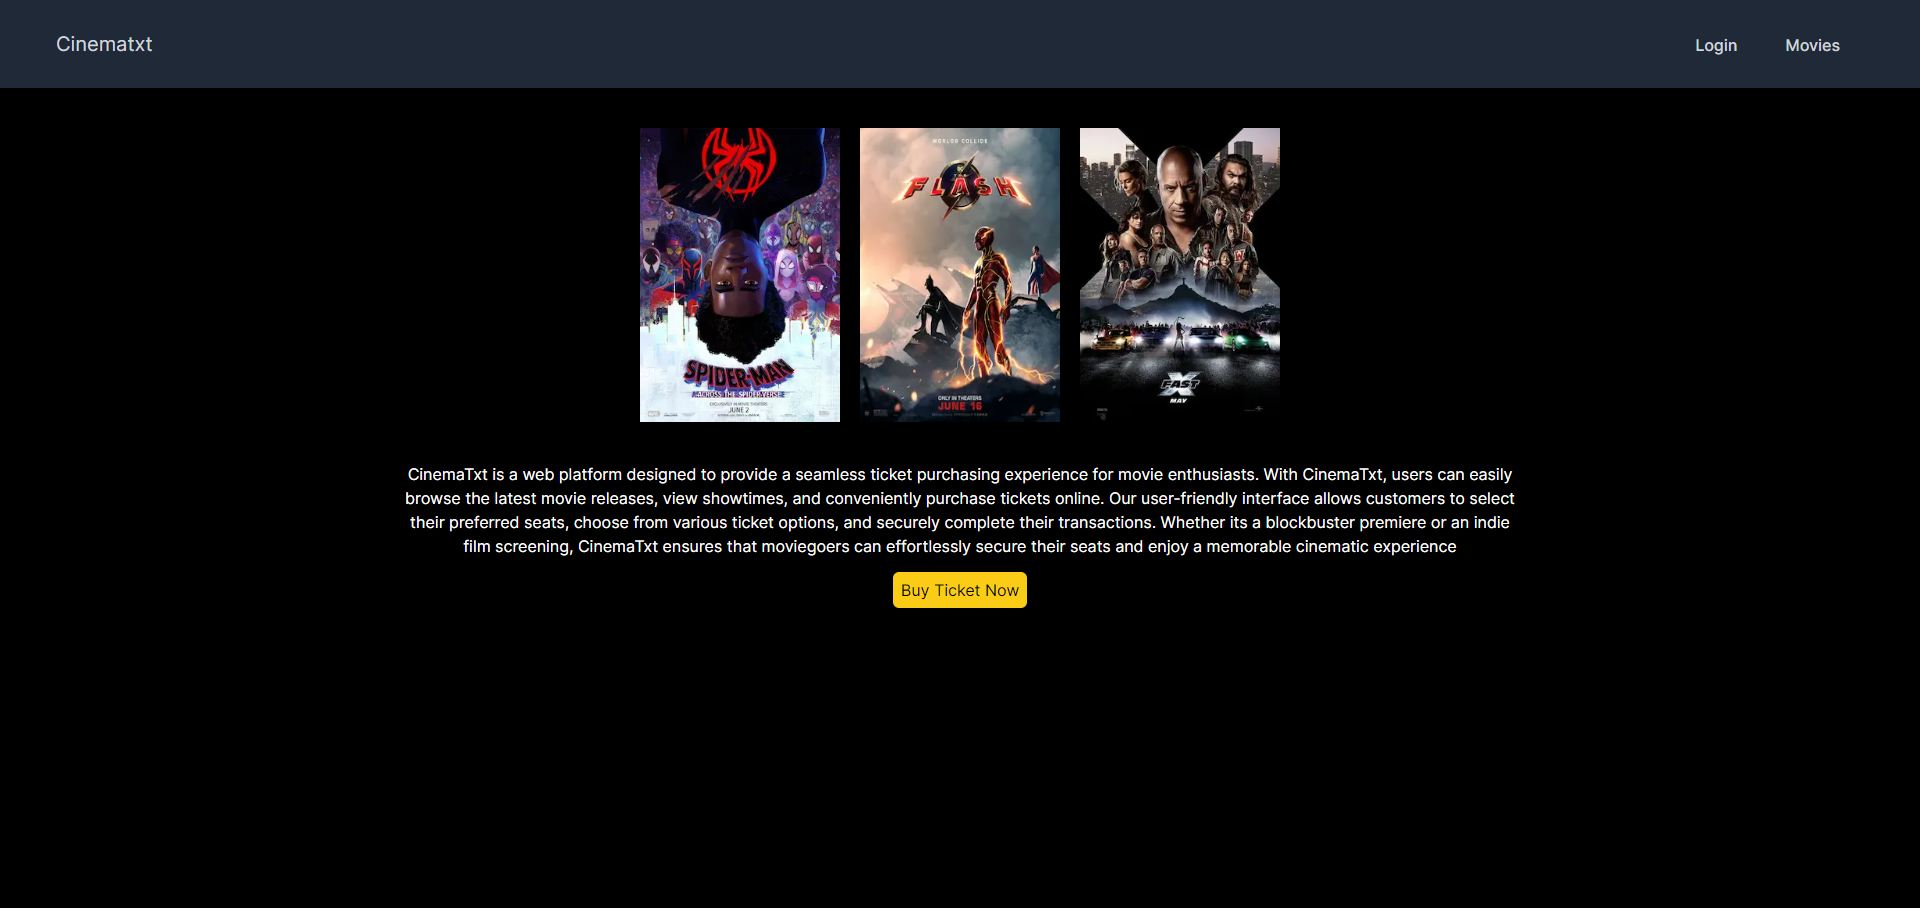 Cinematxt
Login
Movies
SPIDER-MAN
ACROSS THE SPIDER-VERSE
EXCLUSIVELY IN MOVIE THEATERS
JUNE 2
WORLDS COLLIDE
FLASH
ONLY IN THEATERS
JUNE 16
FAST X
MAY
CinemaTxt is a web platform designed to provide a seamless ticket purchasing experience for movie enthusiasts. With CinemaTxt, users can easily
browse the latest movie releases, view showtimes, and conveniently purchase tickets online. Our user-friendly interface allows customers to select
their preferred seats, choose from various ticket options, and securely complete their transactions. Whether its a blockbuster premiere or an indie
film screening, CinemaTxt ensures that moviegoers can effortlessly secure their seats and enjoy a memorable cinematic experience
Buy Ticket Now